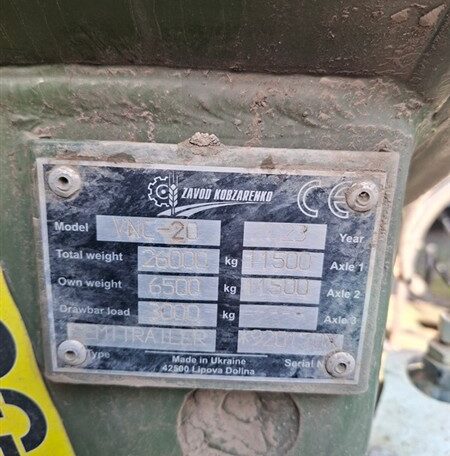 ZAVOD KOBZARENKO
CE
Model VNC-20 Year
Total weight 26000 kg 11500 Axle 1
Own weight 6500 kg 11500 Axle 2
Drawbar load 3000 kg Axle 3
Type Made in Ukraine Serial
42500 Lipova Dolina